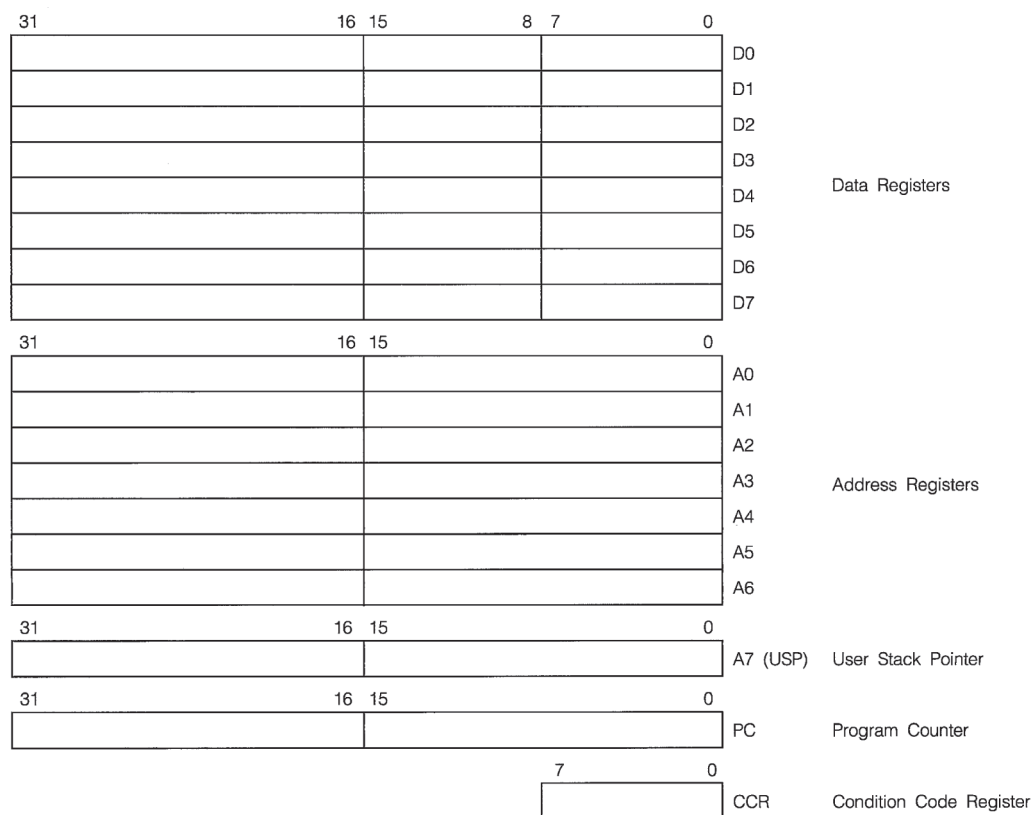 31 16 15 8 7 0
D0
D1
D2
D3
Data Registers
D4
D5
D6
D7
31 16 15 0
A0
A1
A2
A3 Address Registers
A4
A5
A6
31 16 15 0
A7 (USP) User Stack Pointer
31 16 15 0
PC Program Counter
7 0
CCR Condition Code Register